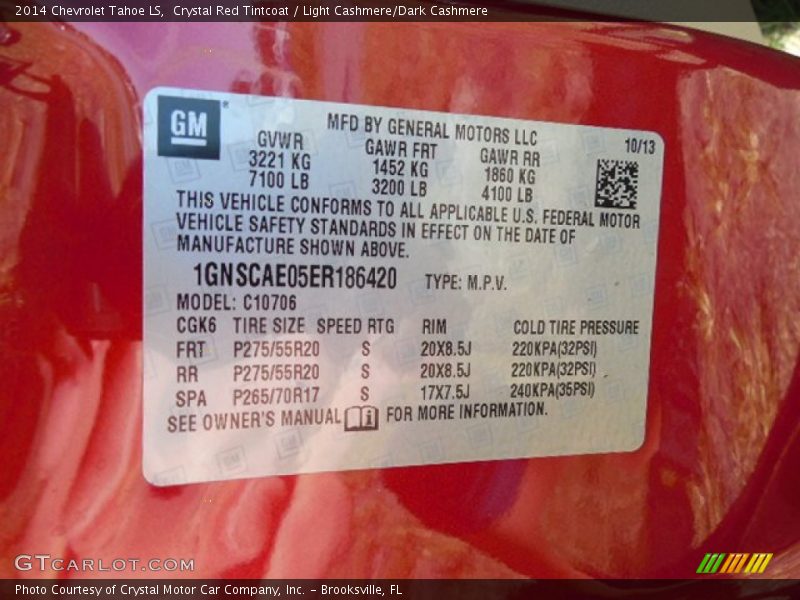 2014 Chevrolet Tahoe LS, Crystal Red Tintcoat / Light Cashmere/Dark Cashmere
GM®
MFD BY GENERAL MOTORS LLC
GVWR GAWR FRT GAWR RR 10/13
3221 KG 1452 KG 1860 KG
7100 LB 3200 LB 4100 LB
THIS VEHICLE CONFORMS TO ALL APPLICABLE U.S. FEDERAL MOTOR
VEHICLE SAFETY STANDARDS IN EFFECT ON THE DATE OF
MANUFACTURE SHOWN ABOVE.
1GNSCAE05ER186420 TYPE: M.P.V.
MODEL: C10706
CGK6 TIRE SIZE SPEED RTG RIM COLD TIRE PRESSURE
FRT P275/55R20 S 20X8.5J 220KPA(32PSI)
RR P275/55R20 S 20X8.5J 220KPA(32PSI)
SPA P265/70R17 S 17X7.5J 240KPA(35PSI)
SEE OWNER'S MANUAL i FOR MORE INFORMATION.
GTCARLOT.COM
Photo Courtesy of Crystal Motor Car Company, Inc. – Brooksville, FL